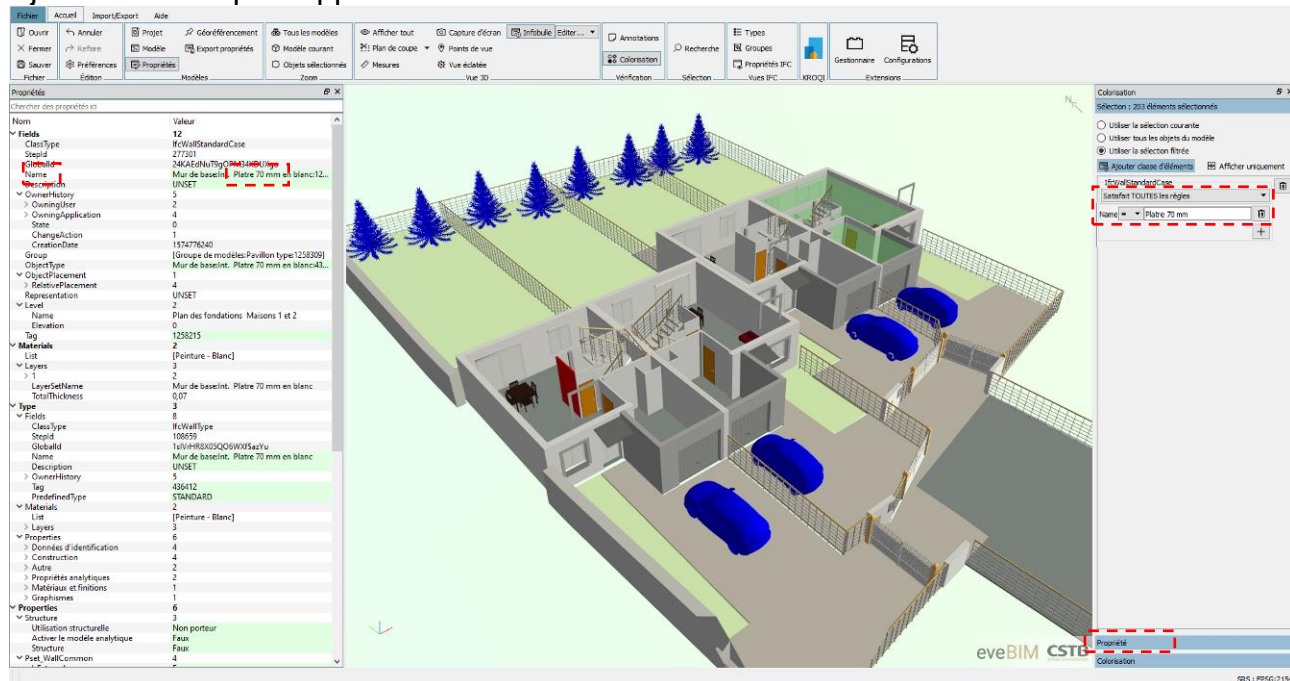 Fichier Accueil Import/Export Aide
Ouvrir Annuler Projet Géoréférencement Tous les modèles Afficher tout Capture d'écran Infobulle Editer... Annotations Recherche Types Gestionnaire Configurations
Fermer Refaire Modèle Export propriétés Modèle courant Plan de coupe Points de vue Colorisation Groupes
Sauver Préférences Propriétés Objets sélectionnés Mesures Vue éclatée Propriétés IFC
Fichier Édition Modèles Zoom Vue 3D Vérification Sélection Vues IFC KROQI Extensions
Propriétés
Chercher des propriétés ici
Nom Valeur
Fields 12
ClassType IfcWallStandardCase
StepId 277301
GlobalId
Name Mur de base:Int. Platre 70 mm en blanc:12...
Description UNSET
OwnerHistory 5
OwningUser 2
OwningApplication 4
State 0
ChangeAction 1
CreationDate 1574776240
Group [Groupe de modèles:Pavillon type:1258309]
ObjectType Mur de base:Int. Platre 70 mm en blanc:43...
ObjectPlacement 1
RelativePlacement 4
Representation UNSET
Level 2
Name Plan des fondations Maisons 1 et 2
Elevation 0
Tag 1258215
Materials 2
List [Peinture - Blanc]
Layers 3
1 2
LayerSetName Mur de base:Int. Platre 70 mm en blanc
TotalThickness 0,07
Type 3
Fields 8
ClassType IfcWallType
StepId 108659
GlobalId
Name Mur de base:Int. Platre 70 mm en blanc
Description UNSET
OwnerHistory 5
Tag 436412
PredefinedType STANDARD
Materials 2
List [Peinture - Blanc]
Layers 3
Properties 6
Données d'identification 4
Construction 4
Autre 2
Propriétés analytiques 2
Matériaux et finitions 1
Graphismes 1
Properties 6
Structure 3
Utilisation structurelle Non porteur
Activer le modèle analytique Faux
Structure Faux
Pset_WallCommon 4
eveBIM CSTB
Colorisation
Sélection : 203 éléments sélectionnés
Utiliser la sélection courante
Utiliser tous les objets du modèle
Utiliser la sélection filtrée
Ajouter classe d'éléments Afficher uniquement
IfcWallStandardCase
Satisfait TOUTES les règles
Name = Platre 70 mm
+
Propriété
Colorisation